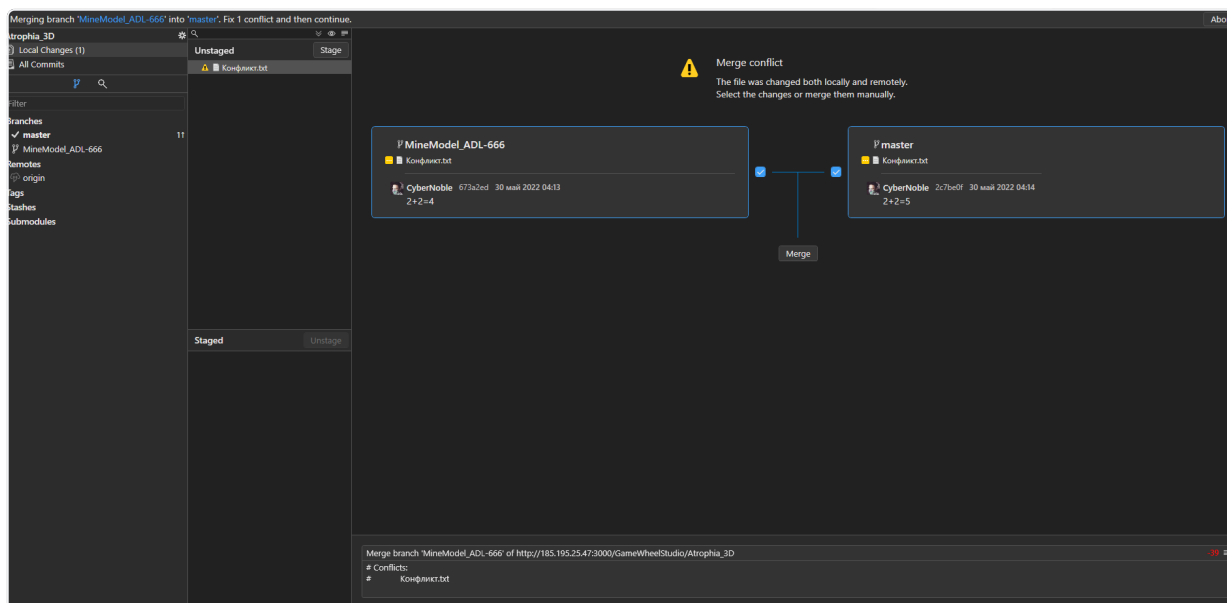 Merging branch 'MineModel_ADL-666' into 'master'. Fix 1 conflict and then continue.
Abo
Atrophia_3D
Local Changes (1)
All Commits
Filter
Branches
master
11
MineModel_ADL-666
Remotes
origin
Tags
Stashes
Submodules
Unstaged
Stage
Конфликт.txt
Staged
Unstage
Merge conflict
The file was changed both locally and remotely.
Select the changes or merge them manually.
MineModel_ADL-666
Конфликт.txt
CyberNoble 673a2ed 30 май 2022 04:13
2+2=4
master
Конфликт.txt
CyberNoble 2c7be0f 30 май 2022 04:14
2+2=5
Merge
Merge branch 'MineModel_ADL-666' of http://185.195.25.47:3000/GameWheelStudio/Atrophia_3D
# Conflicts:
# Конфликт.txt